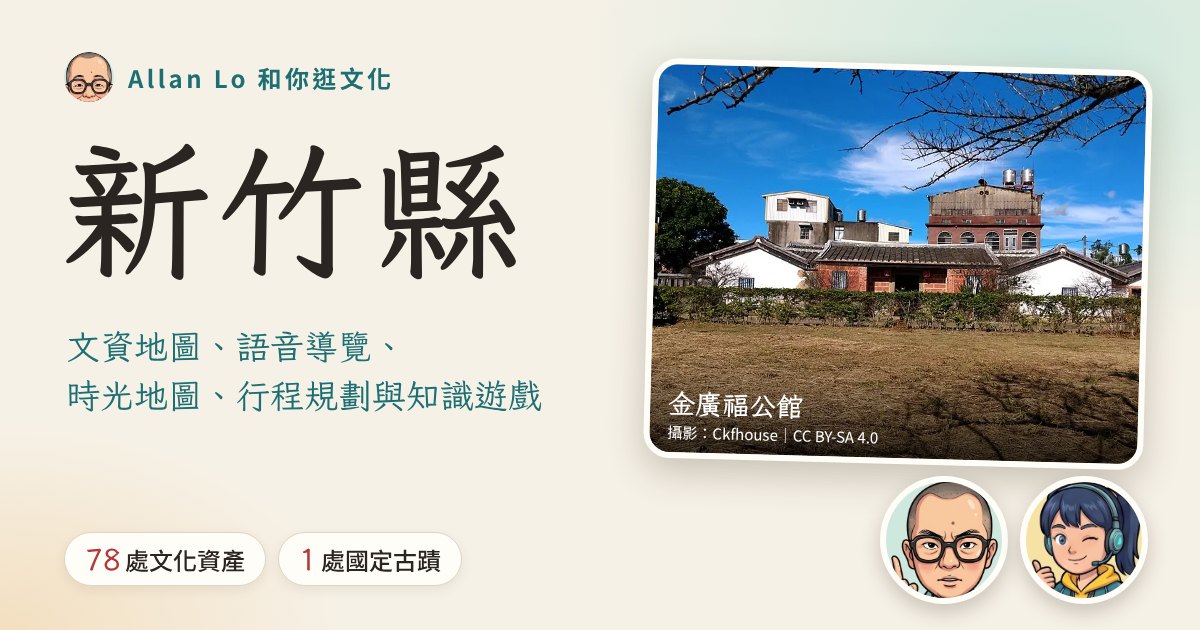 Allan Lo 和你逛文化
新竹縣
文資地圖、語音導覽、
時光地圖、行程規劃與知識遊戲
78 處文化資產
1 處國定古蹟
金廣福公館
攝影：Ckfhouse｜CC BY-SA 4.0